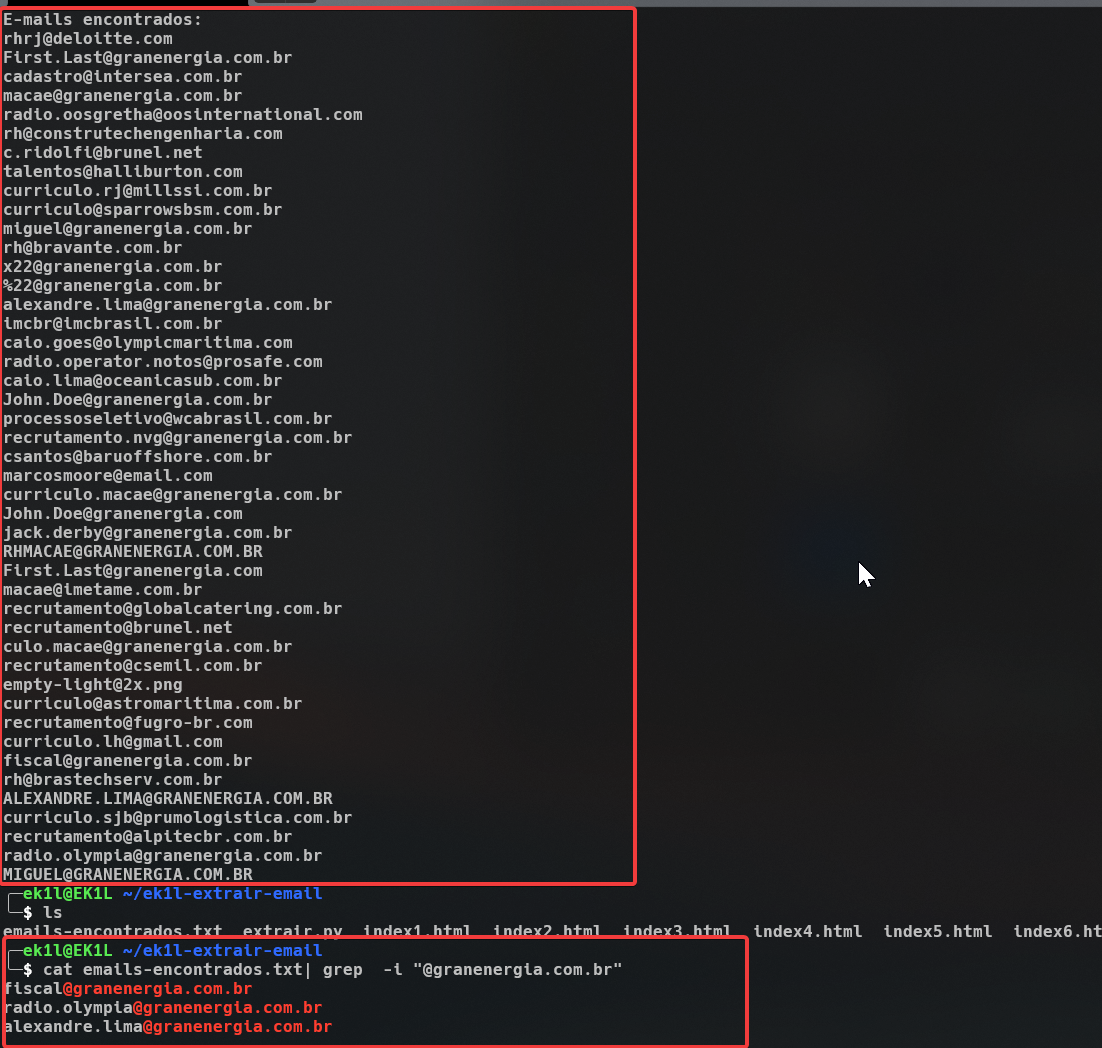 E-mails encontrados:
rhrj@deloitte.com
First.Last@granenergia.com.br
cadastro@intersea.com.br
macae@granenergia.com.br
radio.oosgretha@oosinternational.com
rh@construtechengenharia.com
c.ridolfi@brunel.net
talentos@halliburton.com
curriculo.rj@millssi.com.br
curriculo@sparrowsbsm.com.br
miguel@granenergia.com.br
rh@bravante.com.br
x22@granenergia.com.br
%22@granenergia.com.br
alexandre.lima@granenergia.com.br
imcbr@imcbrasil.com.br
caio.goes@olympicmaritima.com
radio.operator.notos@prosafe.com
caio.lima@oceanicasub.com.br
John.Doe@granenergia.com.br
processoseletivo@wcabrasil.com.br
recrutamento.nvg@granenergia.com.br
csantos@baruoffshore.com.br
marcosmoore@email.com
curriculo.macae@granenergia.com.br
John.Doe@granenergia.com
jack.derby@granenergia.com.br
RHMACAE@GRANENERGIA.COM.BR
First.Last@granenergia.com
macae@imetame.com.br
recrutamento@globalcatering.com.br
recrutamento@brunel.net
culo.macae@granenergia.com.br
recrutamento@csemil.com.br
empty-light@2x.png
curriculo@astromaritima.com.br
recrutamento@fugro-br.com
curriculo.lh@gmail.com
fiscal@granenergia.com.br
rh@brastechserv.com.br
ALEXANDRE.LIMA@GRANENERGIA.COM.BR
curriculo.sjb@prumologistica.com.br
recrutamento@alpitecbr.com.br
radio.olympia@granenergia.com.br
MIGUEL@GRANENERGIA.COM.BR
ek1l@EK1L ~/ek1l-extrair-email
$ ls
emails-encontrados.txt extrair.py index1.html index2.html index3.html index4.html index5.html index6.ht
ek1l@EK1L ~/ek1l-extrair-email
$ cat emails-encontrados.txt| grep -i "@granenergia.com.br"
fiscal@granenergia.com.br
radio.olympia@granenergia.com.br
alexandre.lima@granenergia.com.br